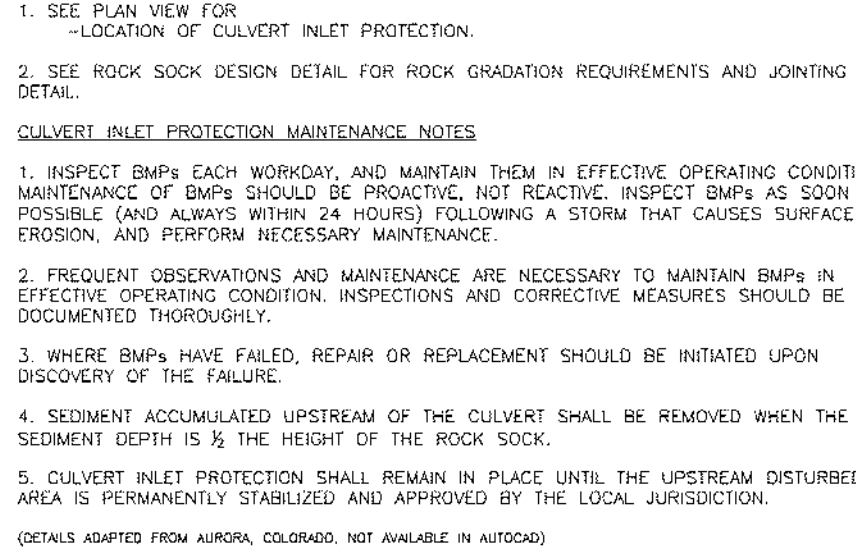 1. SEE PLAN VIEW FOR
~LOCATION OF CULVERT INLET PROTECTION.
2. SEE ROCK SOCK DESIGN DETAIL FOR ROCK GRADATION REQUIREMENTS AND JOINTING
DETAIL.
CULVERT INLET PROTECTION MAINTENANCE NOTES
1. INSPECT BMPs EACH WORKDAY, AND MAINTAIN THEM IN EFFECTIVE OPERATING CONDITI
MAINTENANCE OF BMPs SHOULD BE PROACTIVE, NOT REACTIVE. INSPECT BMPs AS SOON
POSSIBLE (AND ALWAYS WITHIN 24 HOURS) FOLLOWING A STORM THAT CAUSES SURFACE
EROSION, AND PERFORM NECESSARY MAINTENANCE.
2. FREQUENT OBSERVATIONS AND MAINTENANCE ARE NECESSARY TO MAINTAIN BMPs IN
EFFECTIVE OPERATING CONDITION. INSPECTIONS AND CORRECTIVE MEASURES SHOULD BE
DOCUMENTED THOROUGHLY.
3. WHERE BMPs HAVE FAILED, REPAIR OR REPLACEMENT SHOULD BE INITIATED UPON
DISCOVERY OF THE FAILURE.
4. SEDIMENT ACCUMULATED UPSTREAM OF THE CULVERT SHALL BE REMOVED WHEN THE
SEDIMENT DEPTH IS ½ THE HEIGHT OF THE ROCK SOCK.
5. CULVERT INLET PROTECTION SHALL REMAIN IN PLACE UNTIL THE UPSTREAM DISTURBED
AREA IS PERMANENTLY STABILIZED AND APPROVED BY THE LOCAL JURISDICTION.
(DETAILS ADAPTED FROM AURORA, COLORADO, NOT AVAILABLE IN AUTOCAD)